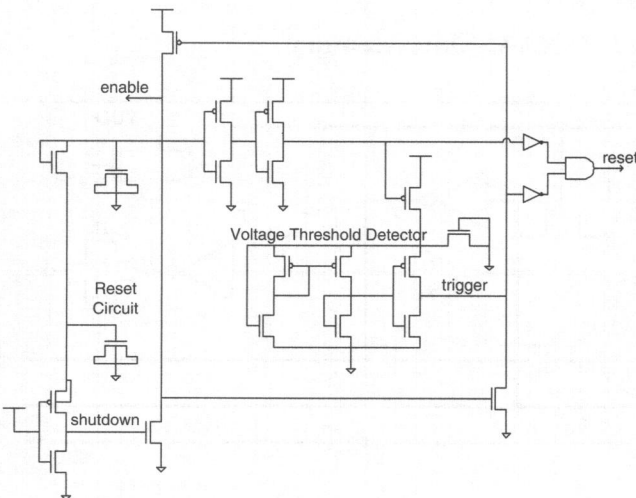 enable
reset
Voltage Threshold Detector
trigger
Reset
Circuit
shutdown